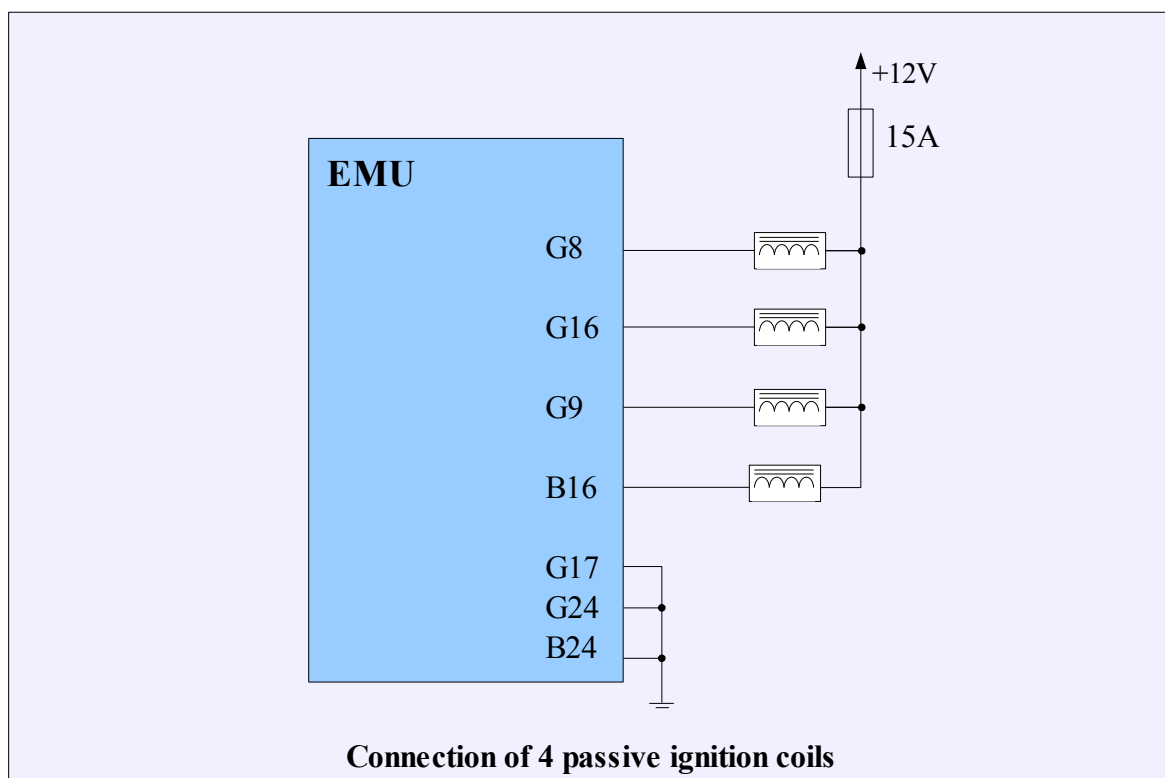 +12V
15A
EMU
G8
G16
G9
B16
G17
G24
B24
Connection of 4 passive ignition coils